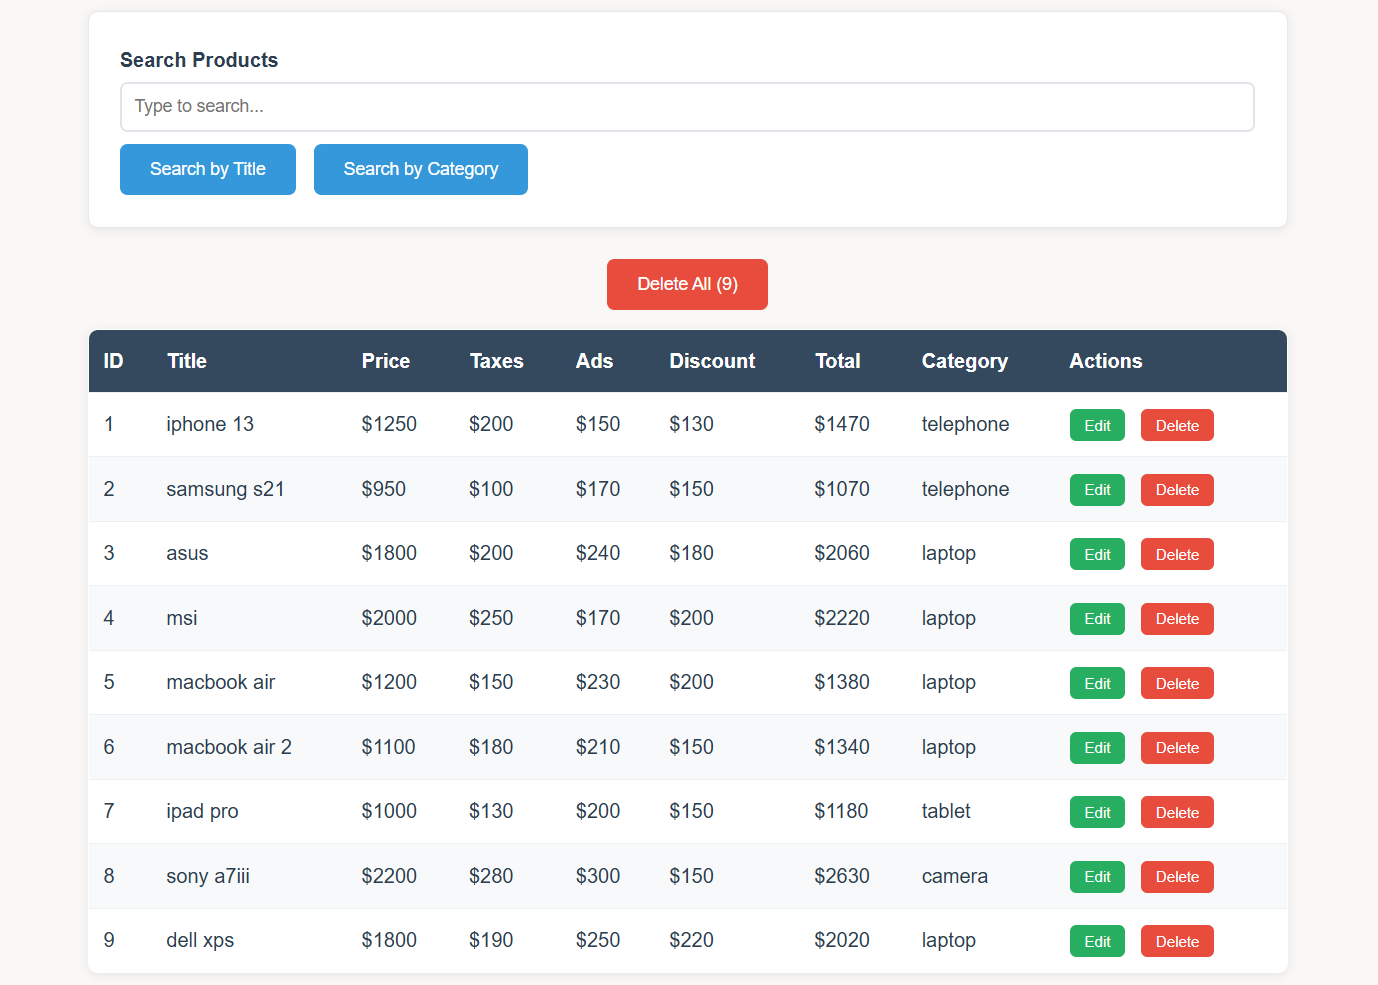 Search Products
Type to search...
Search by Title Search by Category
Delete All (9)
ID Title Price Taxes Ads Discount Total Category Actions
1 iphone 13 $1250 $200 $150 $130 $1470 telephone Edit Delete
2 samsung s21 $950 $100 $170 $150 $1070 telephone Edit Delete
3 asus $1800 $200 $240 $180 $2060 laptop Edit Delete
4 msi $2000 $250 $170 $200 $2220 laptop Edit Delete
5 macbook air $1200 $150 $230 $200 $1380 laptop Edit Delete
6 macbook air 2 $1100 $180 $210 $150 $1340 laptop Edit Delete
7 ipad pro $1000 $130 $200 $150 $1180 tablet Edit Delete
8 sony a7iii $2200 $280 $300 $150 $2630 camera Edit Delete
9 dell xps $1800 $190 $250 $220 $2020 laptop Edit Delete